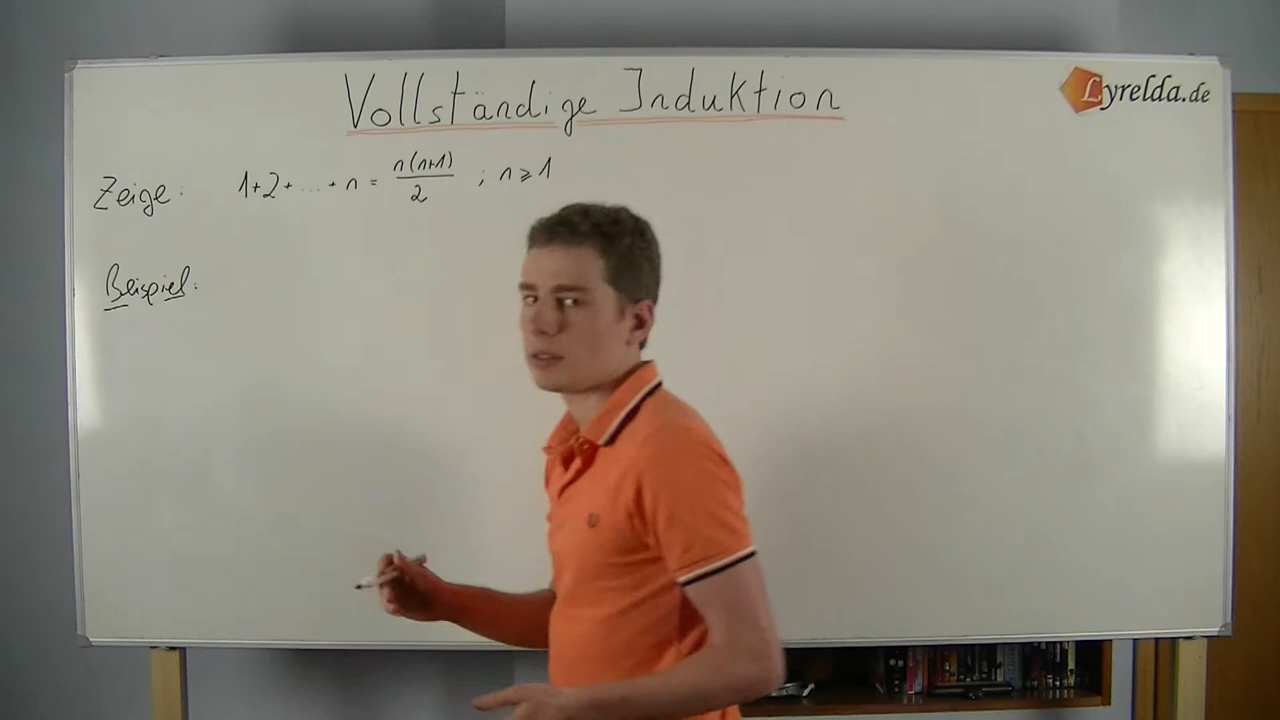 Vollständige Induktion
Lyrelda.de
Zeige: 1+2+...+n = n(n+1)/2 ; n ≥ 1
Beispiel: